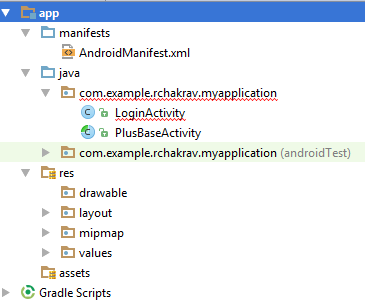 app
manifests
AndroidManifest.xml
java
com.example.rchakrav.myapplication
LoginActivity
PlusBaseActivity
com.example.rchakrav.myapplication (androidTest)
res
drawable
layout
mipmap
values
assets
Gradle Scripts